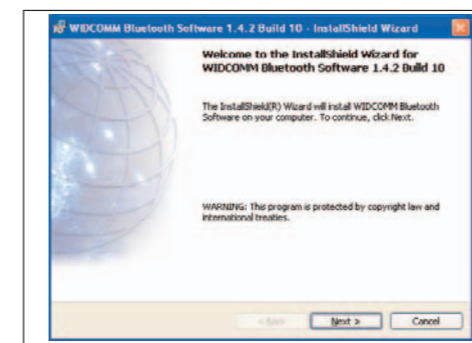 WIDCOMM Bluetooth Software 1.4.2 Build 10 - InstallShield Wizard
Welcome to the InstallShield Wizard for
WIDCOMM Bluetooth Software 1.4.2 Build 10
The InstallShield(R) Wizard will install WIDCOMM Bluetooth
Software on your computer. To continue, click Next.
WARNING: This program is protected by copyright law and
international treaties.
< Back Next > Cancel